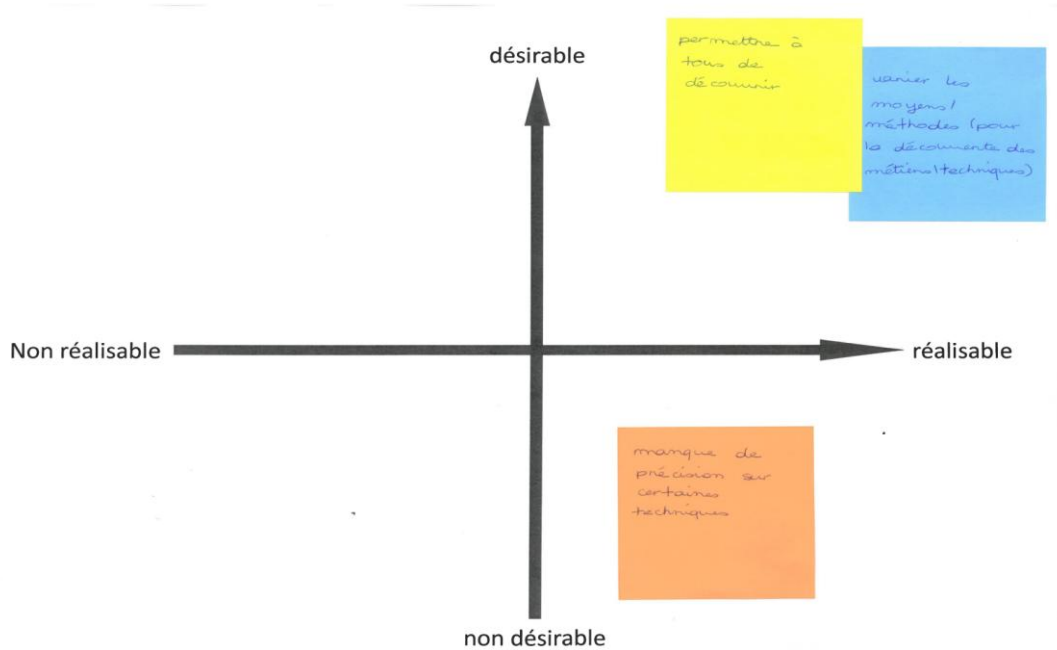 désirable
permettre à
tous de
découvrir
varier les
moyens/
méthodes (pour
la découverte des
métiers/techniques)
Non réalisable
réalisable
manque de
précision sur
certaines
techniques
non désirable